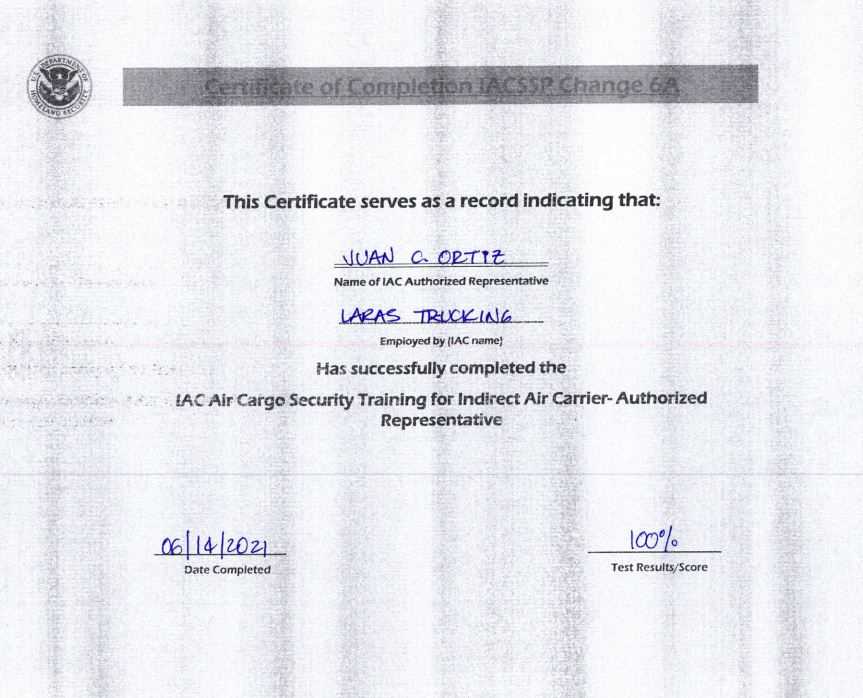 U.S. DEPARTMENT OF HOMELAND SECURITY
Certificate of Completion IACSSP Change 6A
This Certificate serves as a record indicating that:
JUAN C. ORTIZ
Name of IAC Authorized Representative
LARAS TRUCKING
Employed by (IAC name)
Has successfully completed the
IAC Air Cargo Security Training for Indirect Air Carrier- Authorized
Representative
06/14/2021
Date Completed
100%
Test Results/Score